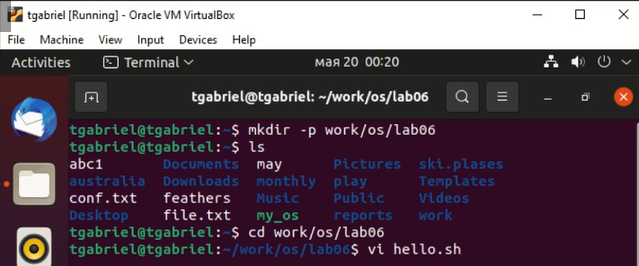 tgabriel [Running] - Oracle VM VirtualBox
File Machine View Input Devices Help
Activities Terminal мая 20 00:20
tgabriel@tgabriel: ~/work/os/lab06
tgabriel@tgabriel:~$ mkdir -p work/os/lab06
tgabriel@tgabriel:~$ ls
abc1 Documents may Pictures ski.plases
australia Downloads monthly play Templates
conf.txt feathers Music Public Videos
Desktop file.txt my_os reports work
tgabriel@tgabriel:~$ cd work/os/lab06
tgabriel@tgabriel:~/work/os/lab06$ vi hello.sh